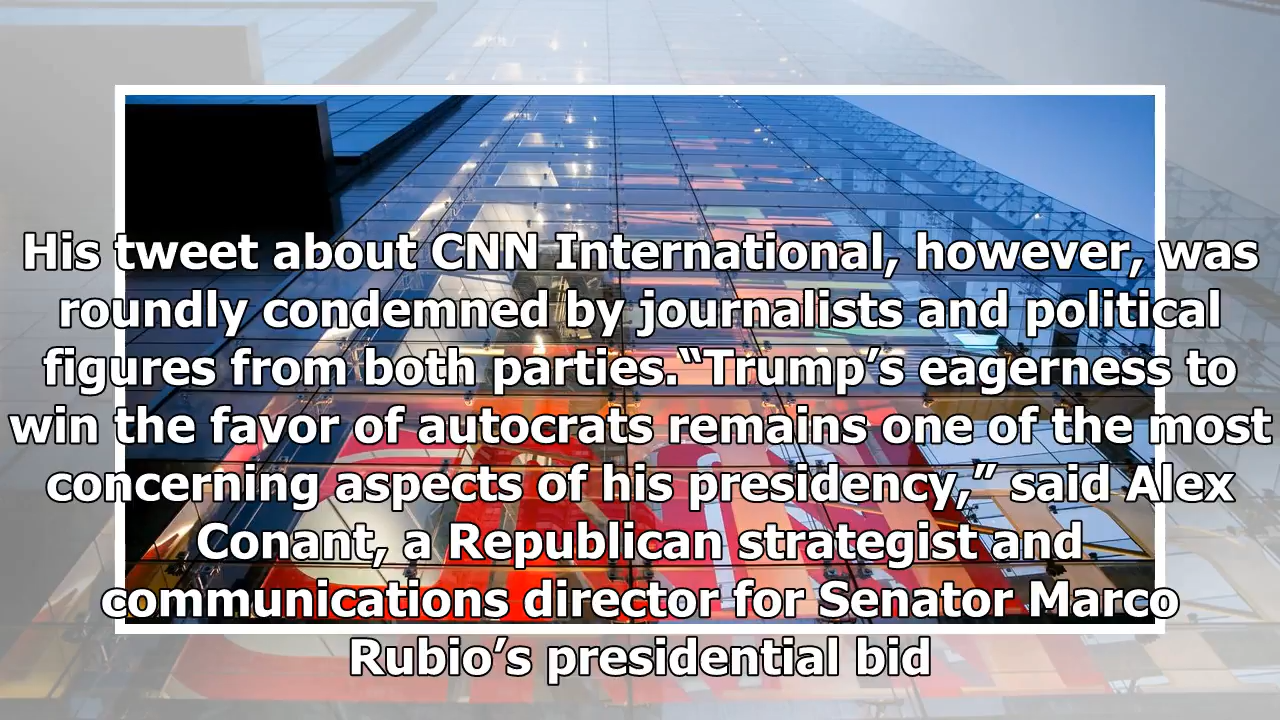 His tweet about CNN International, however, was
roundly condemned by journalists and political
figures from both parties.“Trump’s eagerness to
win the favor of autocrats remains one of the most
concerning aspects of his presidency,” said Alex
Conant, a Republican strategist and
communications director for Senator Marco
Rubio’s presidential bid
CNN